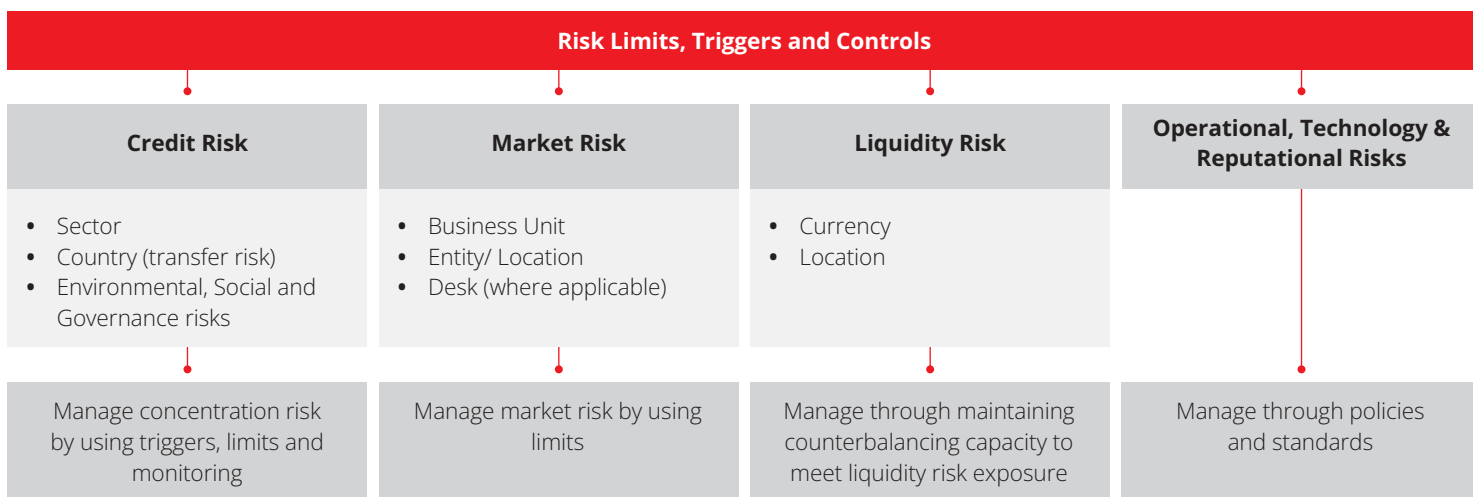 Risk Limits, Triggers and Controls
Credit Risk
• Sector
• Country (transfer risk)
• Environmental, Social and
Governance risks
Manage concentration risk
by using triggers, limits and
monitoring
Market Risk
• Business Unit
• Entity/ Location
• Desk (where applicable)
Manage market risk by using
limits
Liquidity Risk
• Currency
• Location
Manage through maintaining
counterbalancing capacity to
meet liquidity risk exposure
Operational, Technology &
Reputational Risks
Manage through policies
and standards